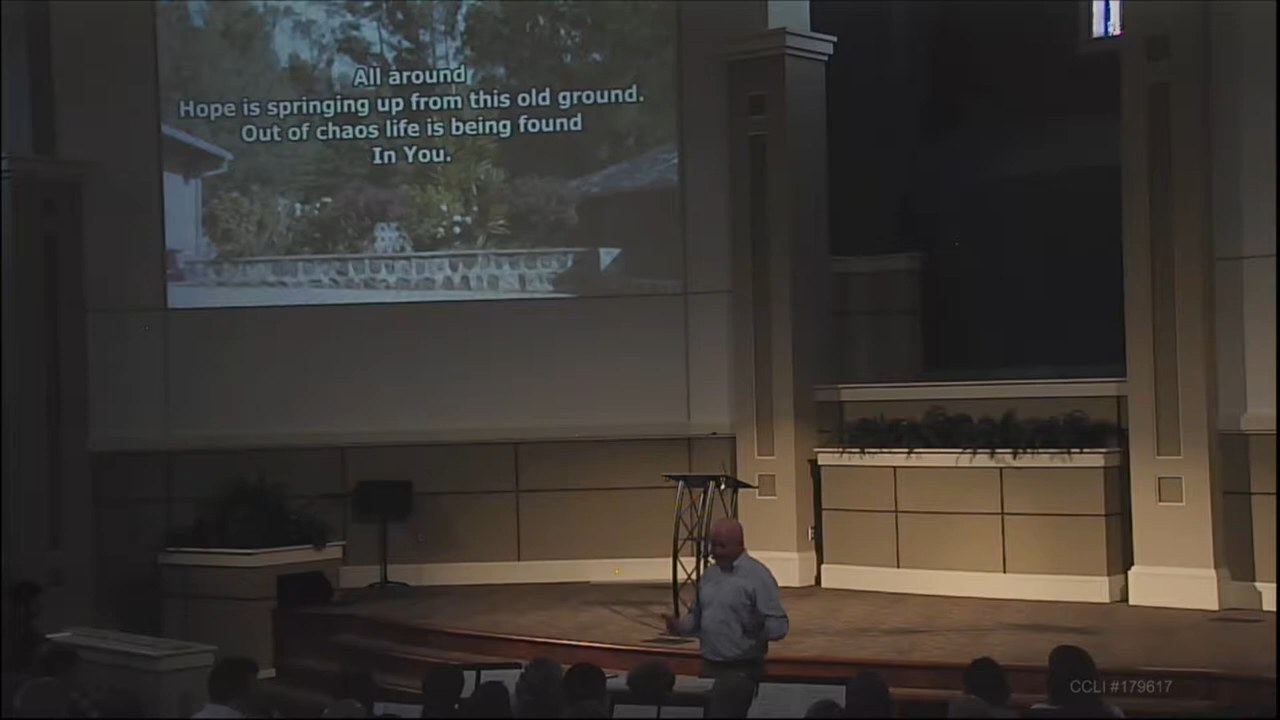 All around
Hope is springing up from this old ground.
Out of chaos life is being found
In You.
CCLI #179617